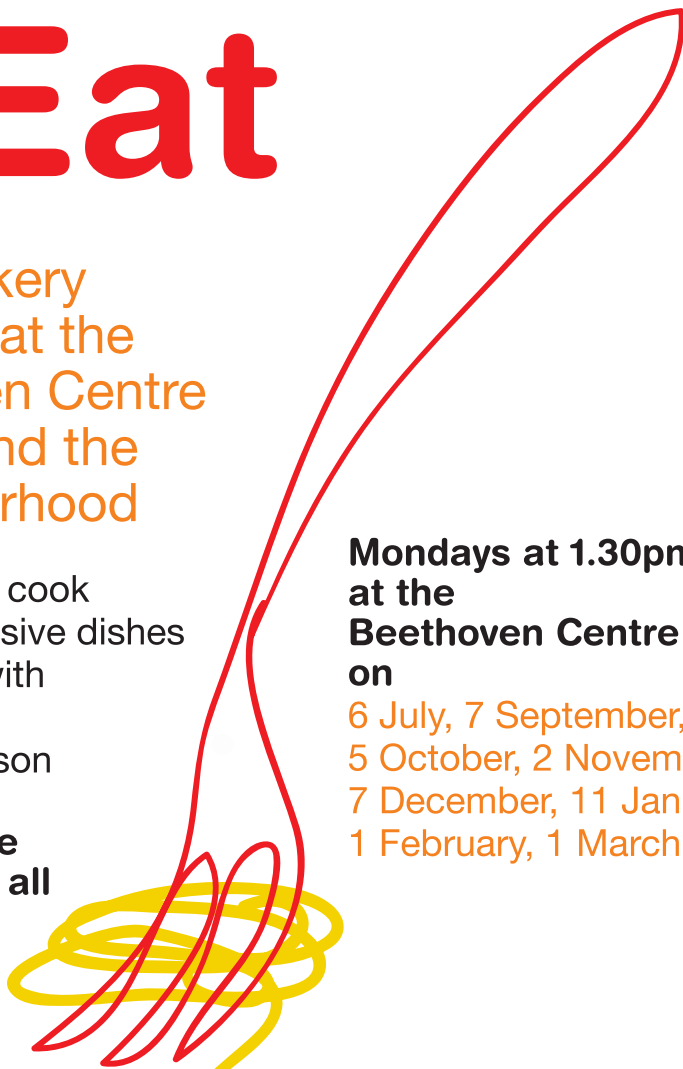 Eat
kery
at the
en Centre
nd the
rhood
cook
sive dishes
with
son
e
all
Mondays at 1.30pm
at the
Beethoven Centre
on
6 July, 7 September,
5 October, 2 Novem
7 December, 11 Jan
1 February, 1 March